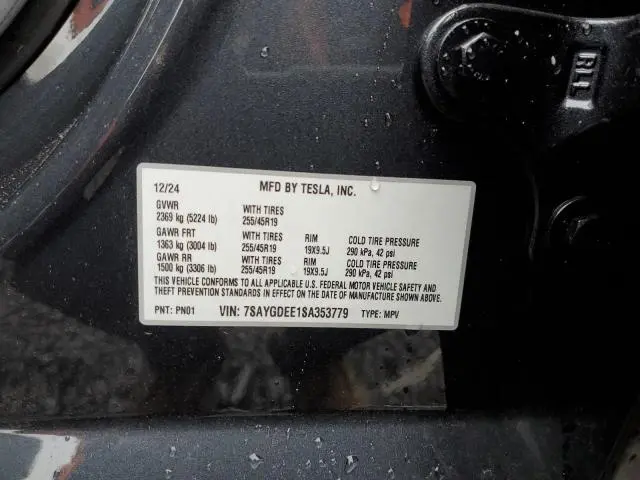 12/24 MFD BY TESLA, INC.
GVWR WITH TIRES
2369 kg (5224 lb) 255/45R19
GAWR FRT WITH TIRES RIM COLD TIRE PRESSURE
1363 kg (3004 lb) 255/45R19 19X9.5J 290 kPa, 42 psi
GAWR RR WITH TIRES RIM COLD TIRE PRESSURE
1500 kg (3306 lb) 255/45R19 19X9.5J 290 kPa, 42 psi
THIS VEHICLE CONFORMS TO ALL APPLICABLE U.S. FEDERAL MOTOR VEHICLE SAFETY AND
THEFT PREVENTION STANDARDS IN EFFECT ON THE DATE OF MANUFACTURE SHOWN ABOVE.
PNT: PN01 VIN: 7SAYGDEE1SA353779 TYPE: MPV